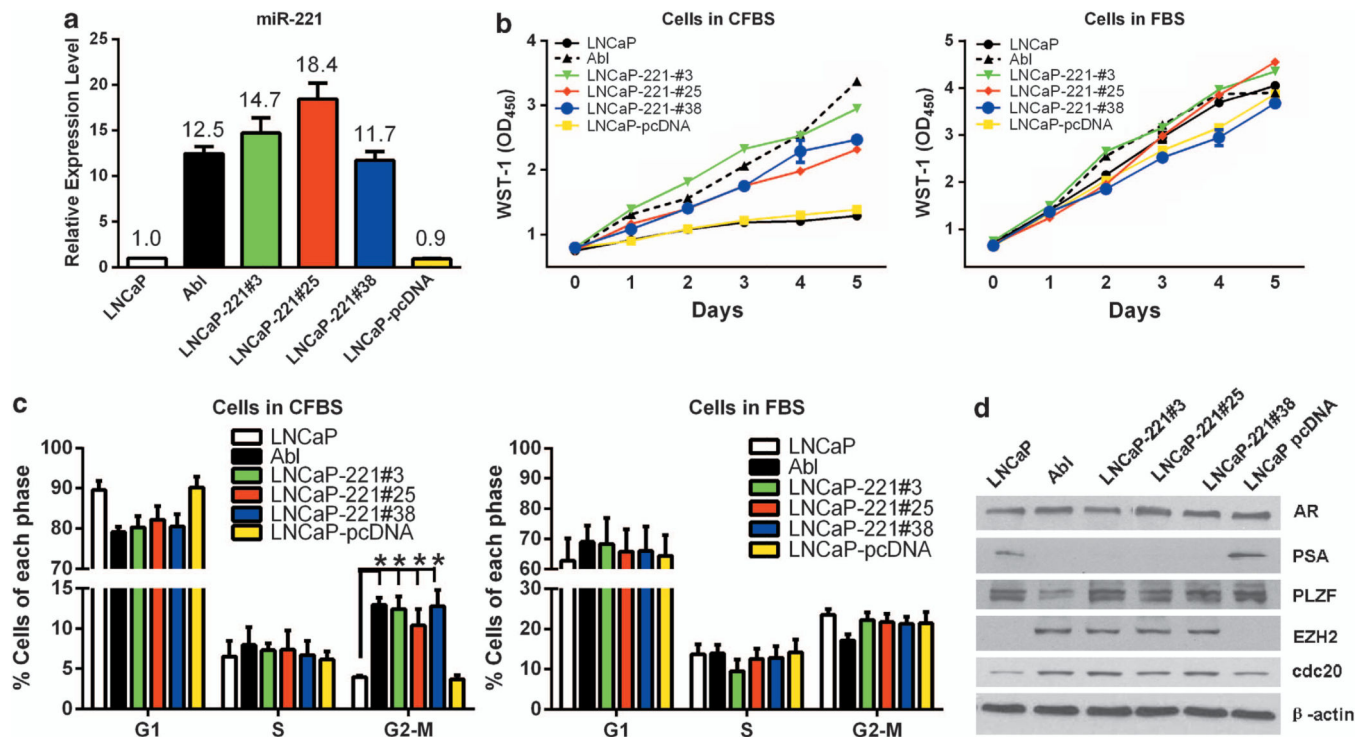 a
miR-221
Relative Expression Level
25
20
15
10
5
0
1.0
12.5
14.7
18.4
11.7
0.9
LNCaP
Abl
LNCaP-221#3
LNCaP-221#25
LNCaP-221#38
LNCaP-pcDNA
b
Cells in CFBS
WST-1 (OD450)
4
3
2
1
LNCaP
Abl
LNCaP-221-#3
LNCaP-221-#25
LNCaP-221-#38
LNCaP-pcDNA
0 1 2 3 4 5
Days
Cells in FBS
WST-1 (OD450)
5
4
3
2
1
LNCaP
Abl
LNCaP-221-#3
LNCaP-221-#25
LNCaP-221-#38
LNCaP-pcDNA
0 1 2 3 4 5
Days
c
Cells in CFBS
% Cells of each phase
100
90
80
70
15
10
5
0
LNCaP
Abl
LNCaP-221#3
LNCaP-221#25
LNCaP-221#38
LNCaP-pcDNA
* * * *
G1 S G2-M
Cells in FBS
% Cells of each phase
100
90
80
70
60
30
20
10
0
LNCaP
Abl
LNCaP-221#3
LNCaP-221#25
LNCaP-221#38
LNCaP-pcDNA
G1 S G2-M
d
LNCaP
Abl
LNCaP-221#3
LNCaP-221#25
LNCaP-221#38
LNCaP pcDNA
AR
PSA
PLZF
EZH2
cdc20
β -actin